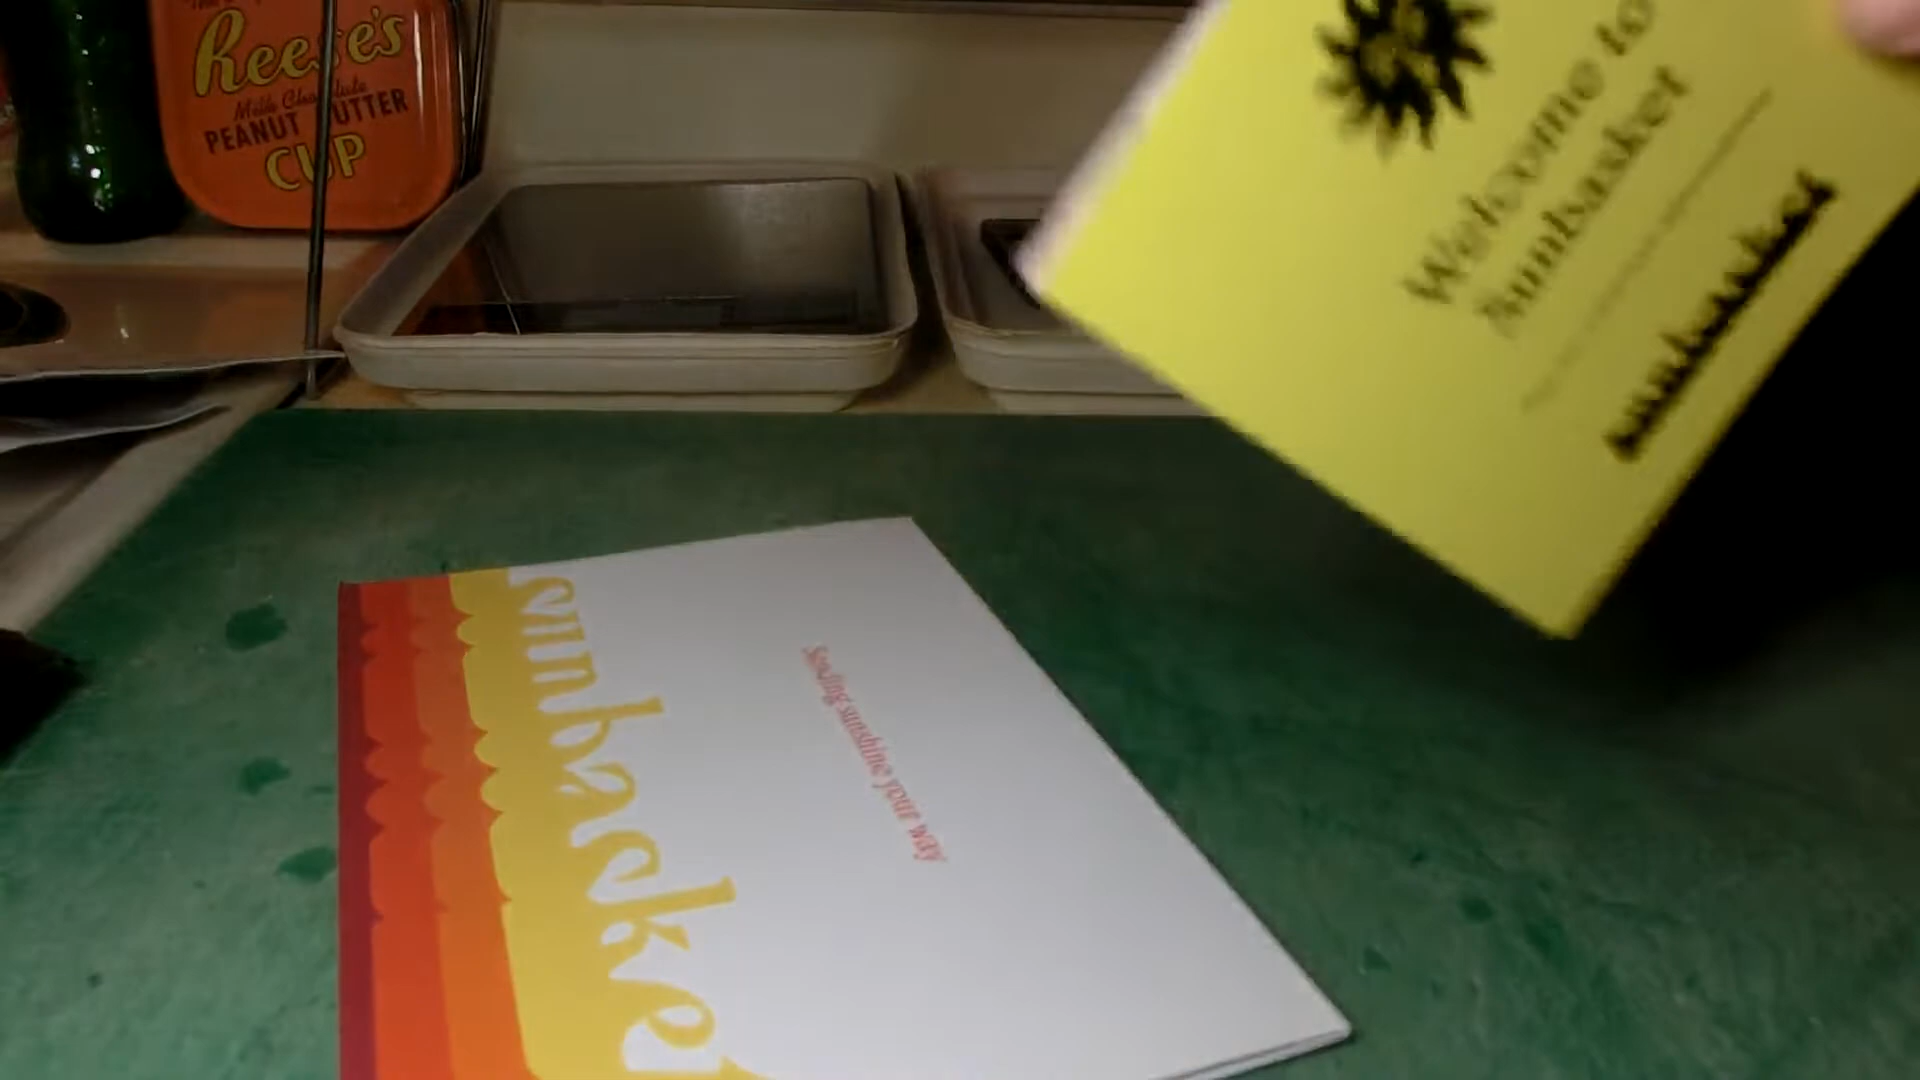 Reese's
Milk Chocolate
PEANUT BUTTER
CUP
Welcome to
Sunbasket
sunbasket
sunbasket
Sending sunshine your way